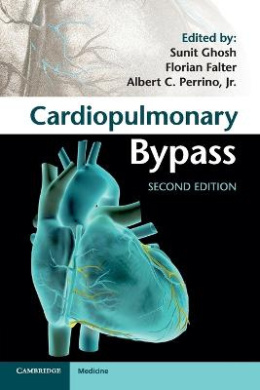 Edited by:
Sunit Ghosh
Florian Falter
Albert C. Perrino, Jr.
Cardiopulmonary
Bypass
SECOND EDITION
CAMBRIDGE Medicine